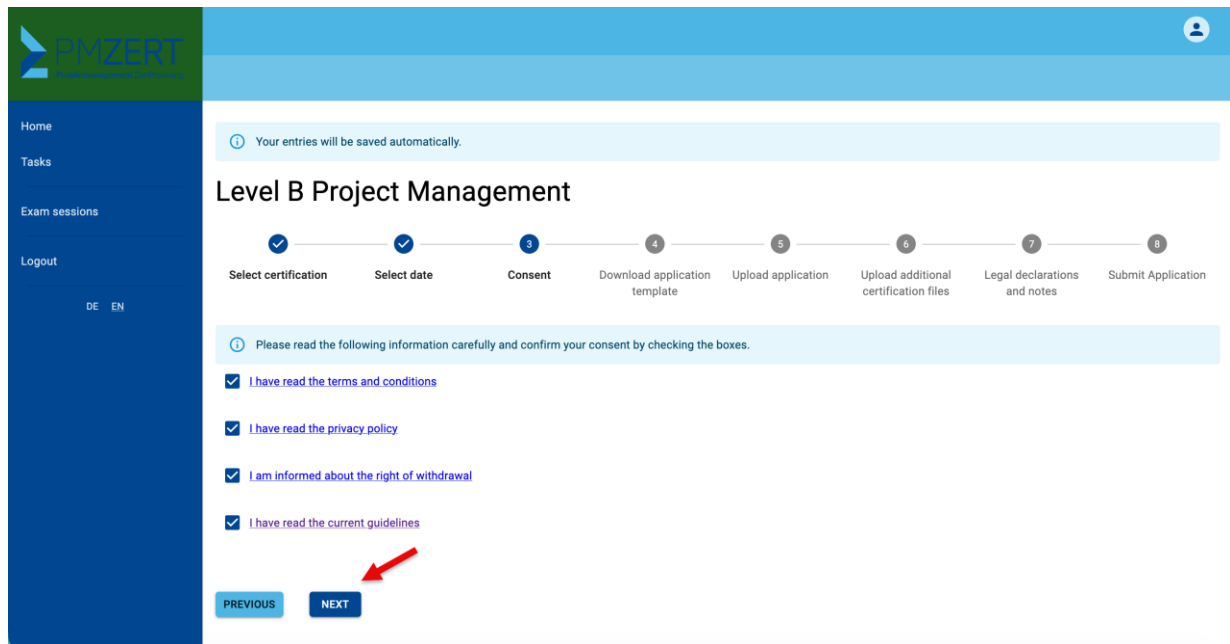 PMZERT
Home
Tasks
Exam sessions
Logout
DE EN
Your entries will be saved automatically.
Level B Project Management
3
4
5
6
7
8
Select certification
Select date
Consent
Download application
template
Upload application
Upload additional
certification files
Legal declarations
and notes
Submit Application
Please read the following information carefully and confirm your consent by checking the boxes.
I have read the terms and conditions
I have read the privacy policy
I am informed about the right of withdrawal
I have read the current guidelines
PREVIOUS
NEXT